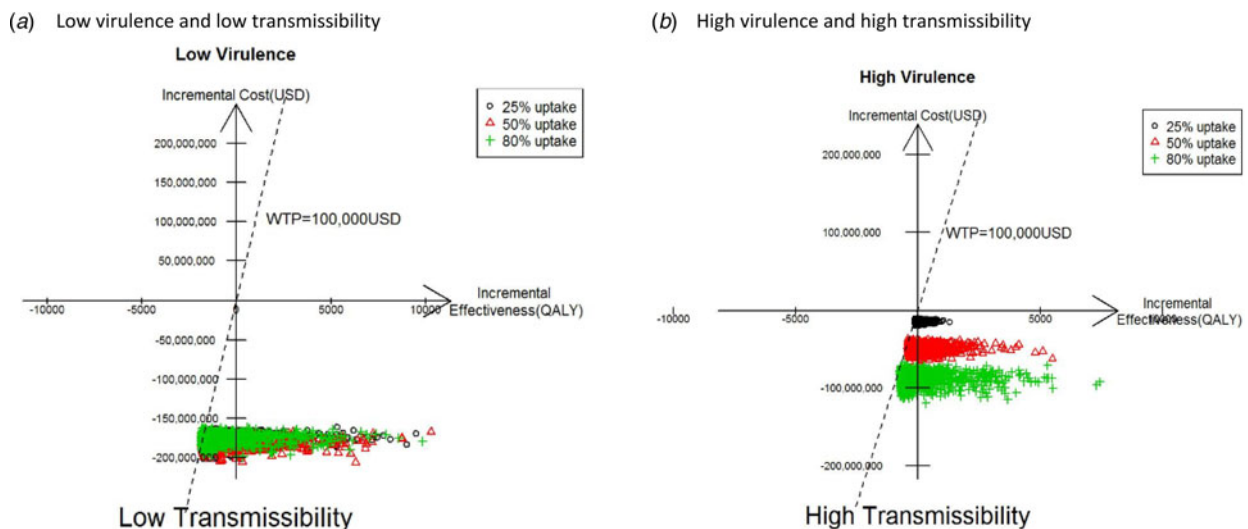 (a) Low virulence and low transmissibility
Low Virulence
Incremental Cost(USD)
25% uptake
50% uptake
80% uptake
200,000,000
150,000,000
100,000,000
50,000,000
WTP=100,000USD
-10000
-5000
0
5000
10000
Incremental
Effectiveness(QALY)
-50,000,000
-100,000,000
-150,000,000
-200,000,000
Low Transmissibility
(b) High virulence and high transmissibility
High Virulence
Incremental Cost(USD)
25% uptake
50% uptake
80% uptake
200,000,000
100,000,000
WTP=100,000USD
-10000
-5000
0
5000
10000
Incremental
Effectiveness(QALY)
-100,000,000
-200,000,000
High Transmissibility